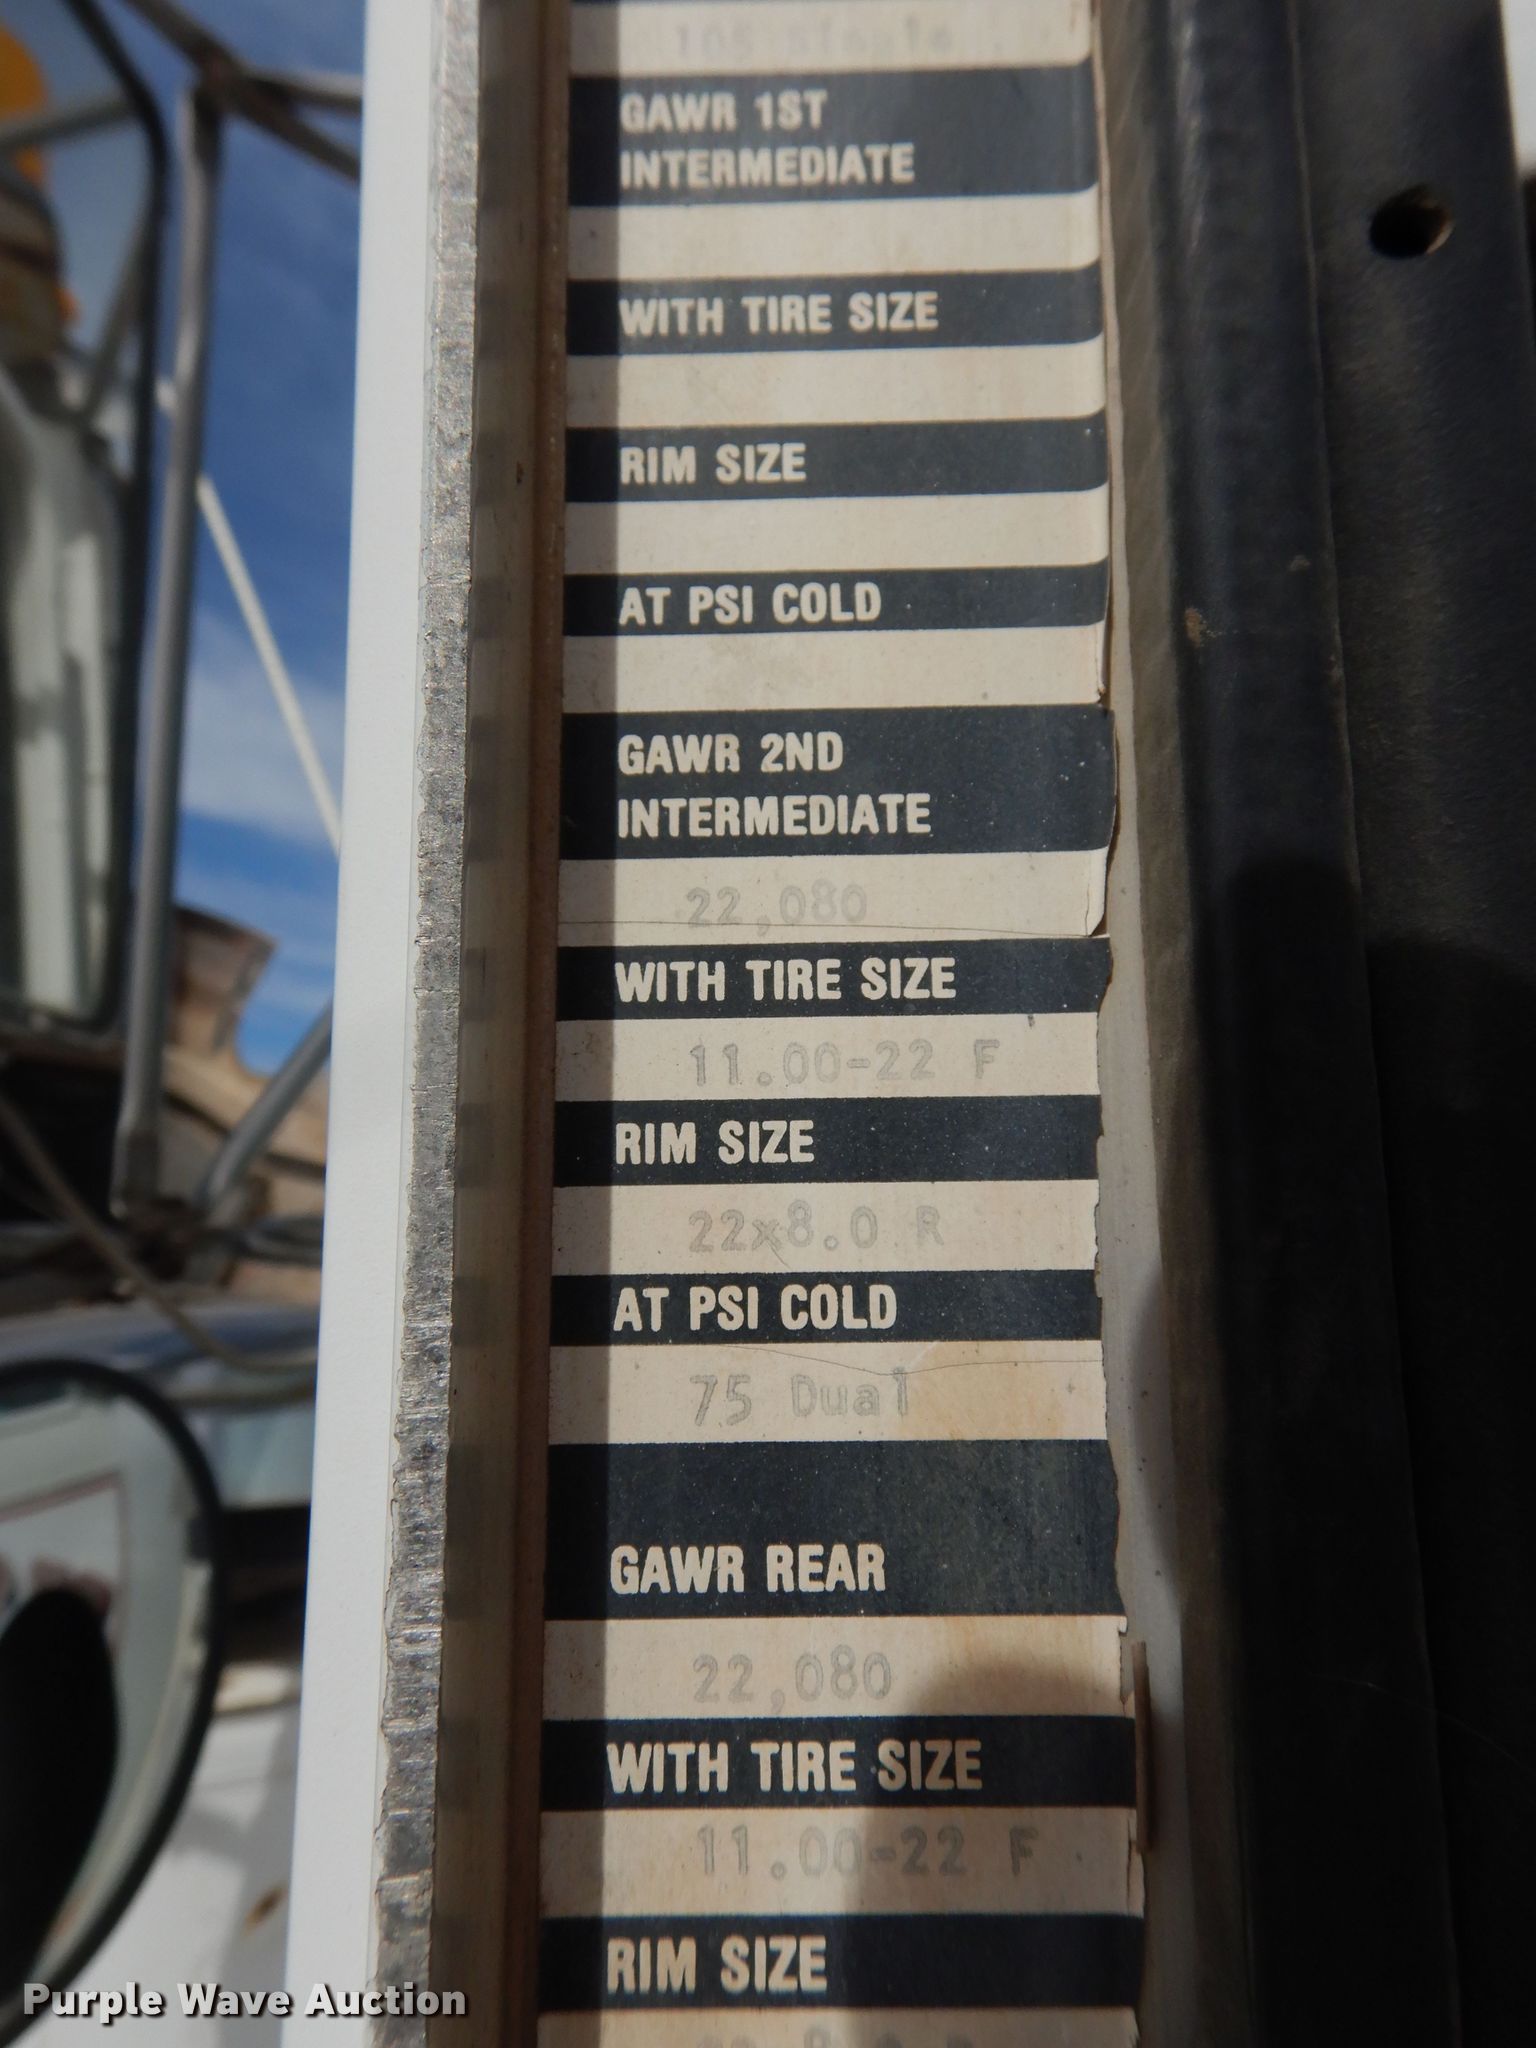 105 Single
GAWR 1ST
INTERMEDIATE
WITH TIRE SIZE
RIM SIZE
AT PSI COLD
GAWR 2ND
INTERMEDIATE
22,080
WITH TIRE SIZE
11.00-22 F
RIM SIZE
22x8.0 R
AT PSI COLD
75 Dual
GAWR REAR
22,080
WITH TIRE SIZE
11.00-22 F
RIM SIZE
Purple Wave Auction